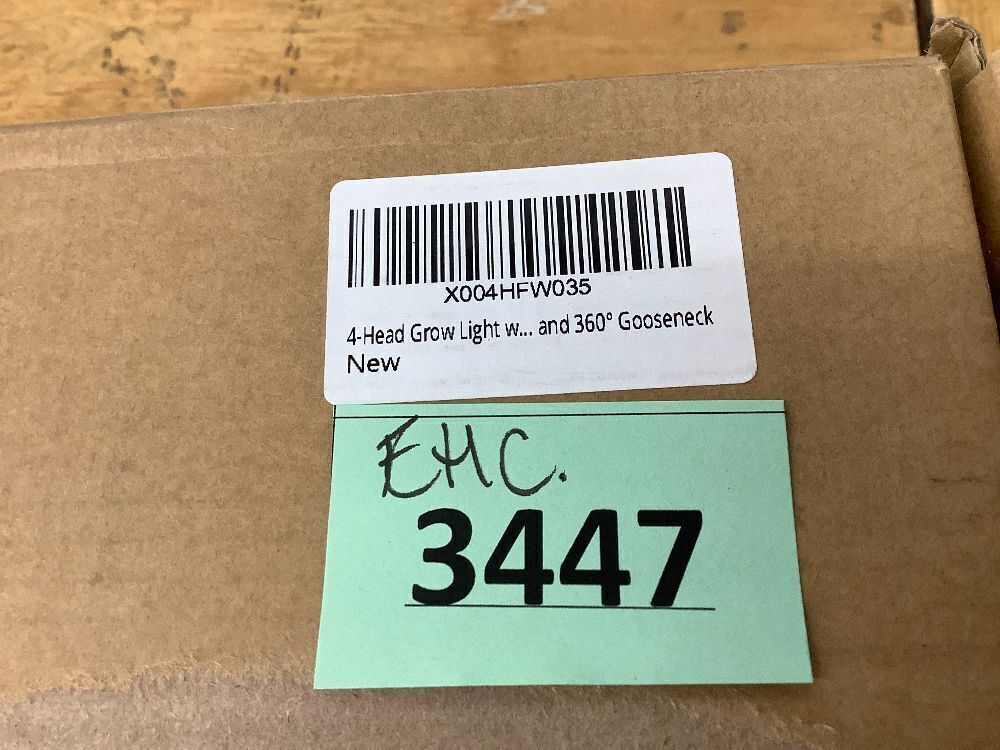 X004HFW035
4-Head Grow Light w... and 360° Gooseneck
New
EHC.
3447